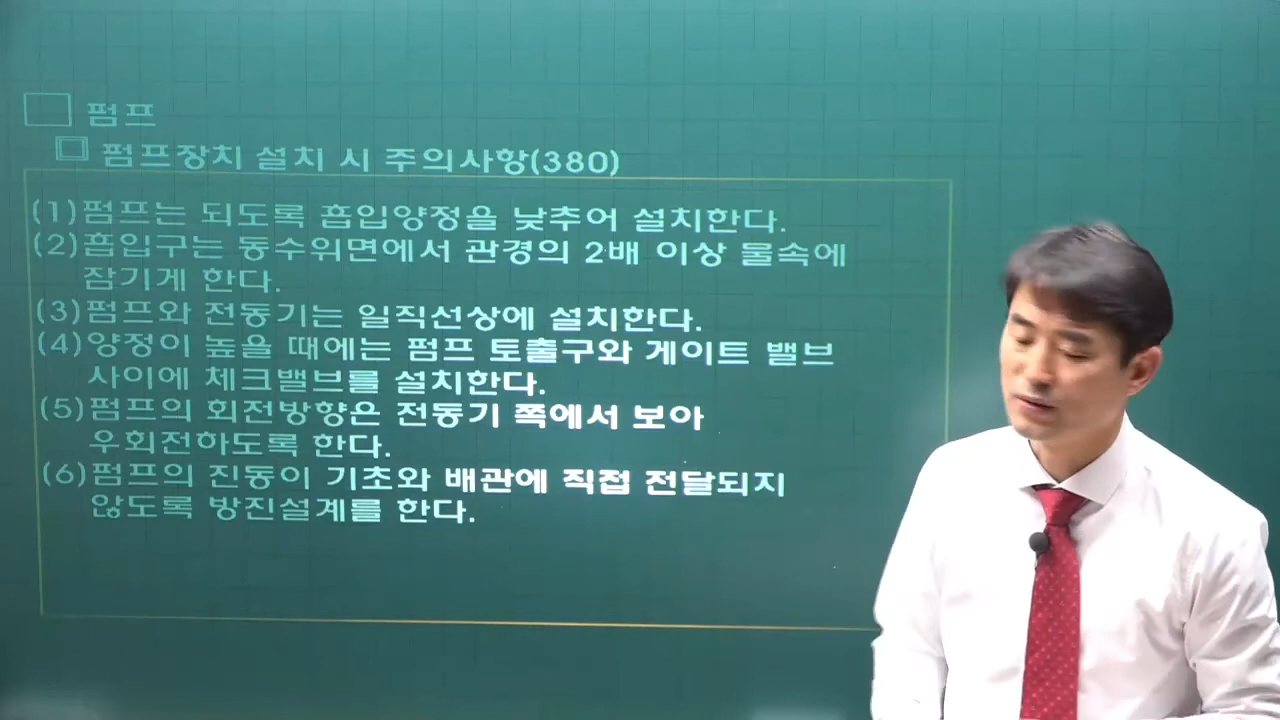 펌프
펌프장치 설치 시 주의사항(380)
(1)펌프는 되도록 흡입양정을 낮추어 설치한다.
(2)흡입구는 동수위면에서 관경의 2배 이상 물속에
잠기게 한다.
(3)펌프와 전동기는 일직선상에 설치한다.
(4)양정이 높을 때에는 펌프 토출구와 게이트 밸브
사이에 체크밸브를 설치한다.
(5)펌프의 회전방향은 전동기 쪽에서 보아
우회전하도록 한다.
(6)펌프의 진동이 기초와 배관에 직접 전달되지
않도록 방진설계를 한다.